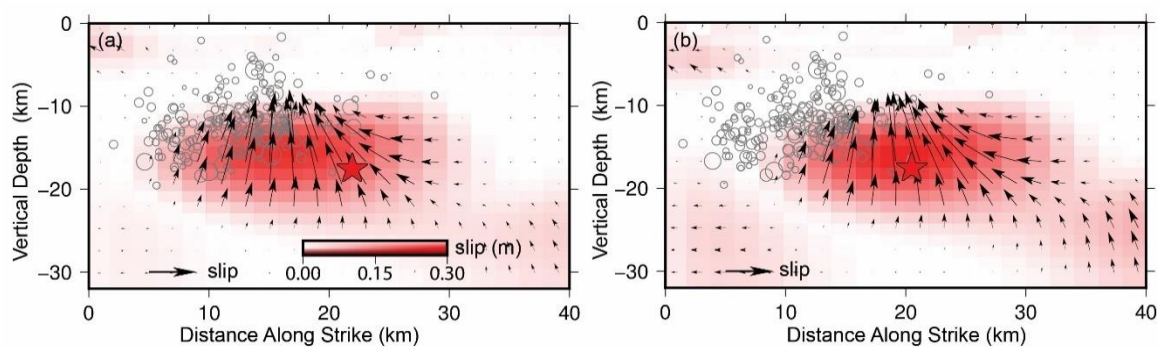 (a)
Vertical Depth (km)
0
−10
−20
−30
slip (m)
0.00 0.15 0.30
slip
0 10 20 30 40
Distance Along Strike (km)
(b)
Vertical Depth (km)
0
−10
−20
−30
slip
0 10 20 30 40
Distance Along Strike (km)